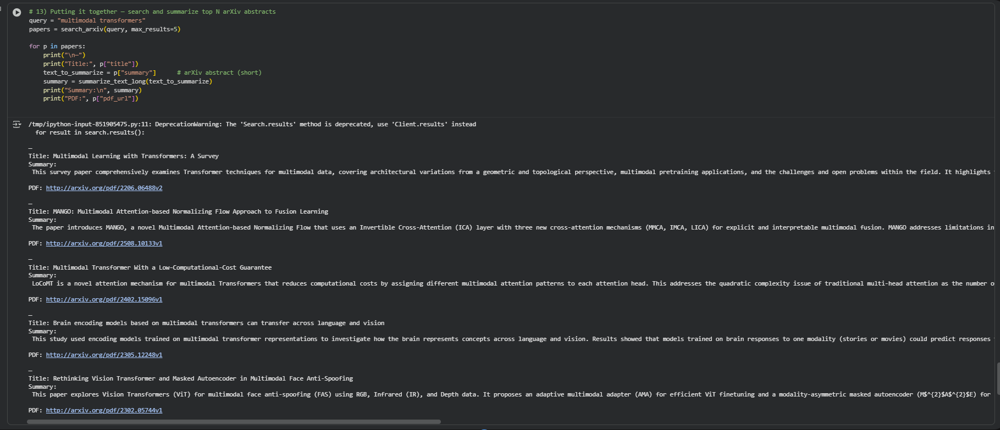 # 13) Putting it together — search and summarize top N arXiv abstracts
query = "multimodal transformers"
papers = search_arxiv(query, max_results=5)
for p in papers:
print("\n—")
print("Title:", p["title"])
text_to_summarize = p["summary"]      # arXiv abstract (short)
summary = summarize_text_long(text_to_summarize)
print("Summary:\n", summary)
print("PDF:", p["pdf_url"])
/tmp/ipython-input-851905475.py:11: DeprecationWarning: The 'Search.results' method is deprecated, use 'Client.results' instead
for result in search.results():
—
Title: Multimodal Learning with Transformers: A Survey
Summary:
This survey paper comprehensively examines Transformer techniques for multimodal data, covering architectural variations from a geometric and topological perspective, multimodal pretraining applications, and the challenges and open problems within the field. It highlights
PDF: http://arxiv.org/pdf/2206.06488v2
—
Title: MANGO: Multimodal Attention-based Normalizing Flow Approach to Fusion Learning
Summary:
The paper introduces MANGO, a novel Multimodal Attention-based Normalizing Flow that uses an Invertible Cross-Attention (ICA) layer with three new cross-attention mechanisms (MMCA, IMCA, LICA) for explicit and interpretable multimodal fusion. MANGO addresses limitations in
PDF: http://arxiv.org/pdf/2508.10133v1
—
Title: Multimodal Transformer With a Low-Computational-Cost Guarantee
Summary:
LoCoMT is a novel attention mechanism for multimodal Transformers that reduces computational costs by assigning different multimodal attention patterns to each attention head. This addresses the quadratic complexity issue of traditional multi-head attention as the number
PDF: http://arxiv.org/pdf/2402.15096v1
—
Title: Brain encoding models based on multimodal transformers can transfer across language and vision
Summary:
This study used encoding models trained on multimodal transformer representations to investigate how the brain represents concepts across language and vision. Results showed that models trained on brain responses to one modality (stories or movies) could predict responses
PDF: http://arxiv.org/pdf/2305.12248v1
—
Title: Rethinking Vision Transformer and Masked Autoencoder in Multimodal Face Anti-Spoofing
Summary:
This paper explores Vision Transformers (ViT) for multimodal face anti-spoofing (FAS) using RGB, Infrared (IR), and Depth data. It proposes an adaptive multimodal adapter (AMA) for efficient ViT finetuning and a modality-asymmetric masked autoencoder (M$^{2}$A$^{2}$E) for
PDF: http://arxiv.org/pdf/2302.05744v1